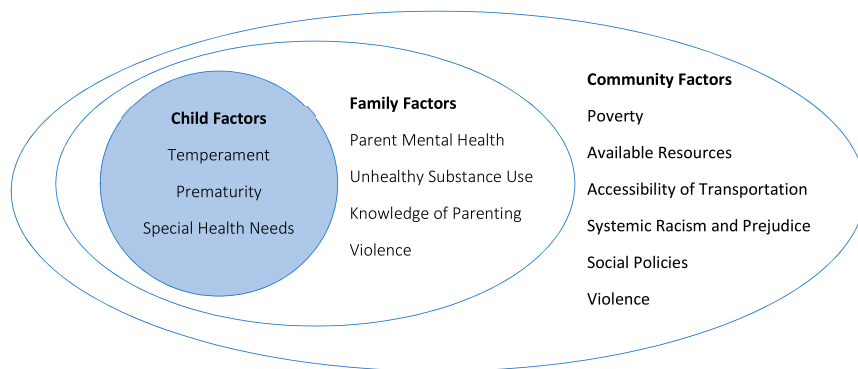 Child Factors
Temperament
Prematurity
Special Health Needs
Family Factors
Parent Mental Health
Unhealthy Substance Use
Knowledge of Parenting
Violence
Community Factors
Poverty
Available Resources
Accessibility of Transportation
Systemic Racism and Prejudice
Social Policies
Violence